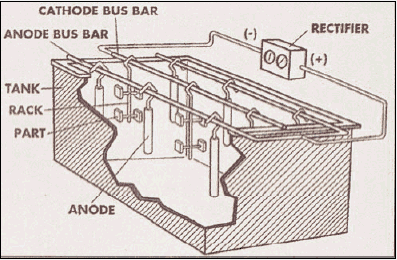 CATHODE BUS BAR
ANODE BUS BAR
(-)
RECTIFIER
(+)
TANK
RACK
PART
ANODE